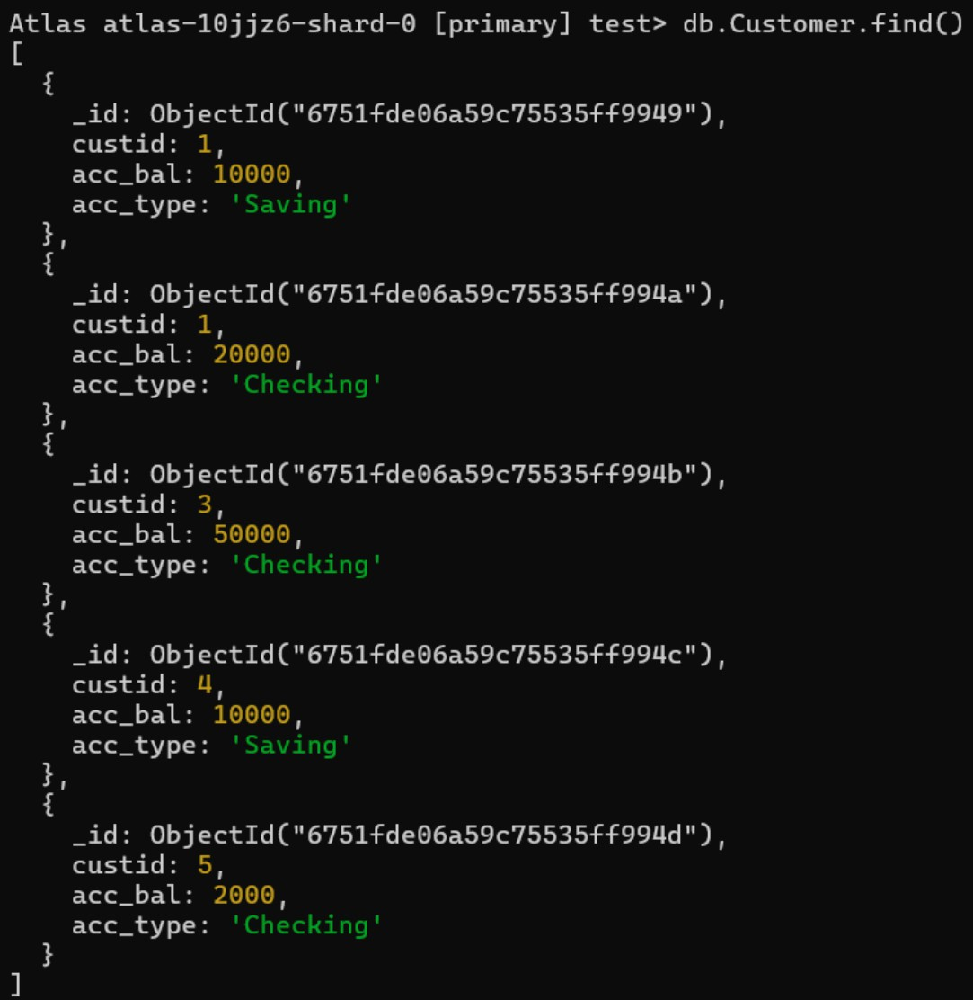 Atlas atlas-10jjz6-shard-0 [primary] test> db.Customer.find()
[
  {
    _id: ObjectId("6751fde06a59c75535ff9949"),
    custid: 1,
    acc_bal: 10000,
    acc_type: 'Saving'
  },
  {
    _id: ObjectId("6751fde06a59c75535ff994a"),
    custid: 1,
    acc_bal: 20000,
    acc_type: 'Checking'
  },
  {
    _id: ObjectId("6751fde06a59c75535ff994b"),
    custid: 3,
    acc_bal: 50000,
    acc_type: 'Checking'
  },
  {
    _id: ObjectId("6751fde06a59c75535ff994c"),
    custid: 4,
    acc_bal: 10000,
    acc_type: 'Saving'
  },
  {
    _id: ObjectId("6751fde06a59c75535ff994d"),
    custid: 5,
    acc_bal: 2000,
    acc_type: 'Checking'
  }
]